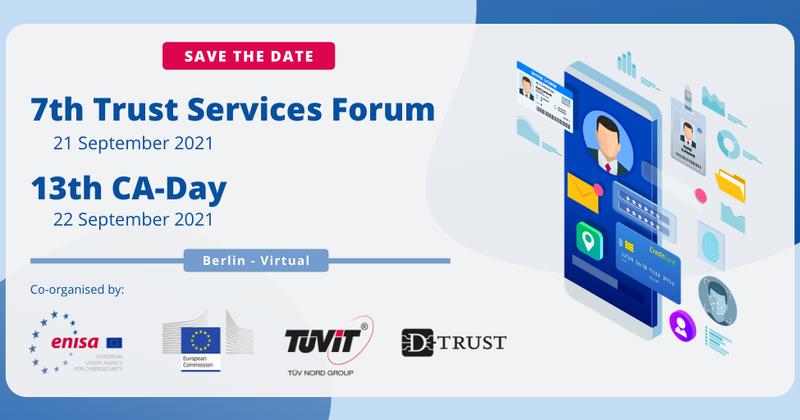 SAVE THE DATE
7th Trust Services Forum
21 September 2021
13th CA-Day
22 September 2021
Berlin - Virtual
Co-organised by:
enisa
EUROPEAN
UNION AGENCY
FOR CYBERSECURITY
European
Commission
TÜViT®
TÜV NORD GROUP
D-TRUST
CreditCard